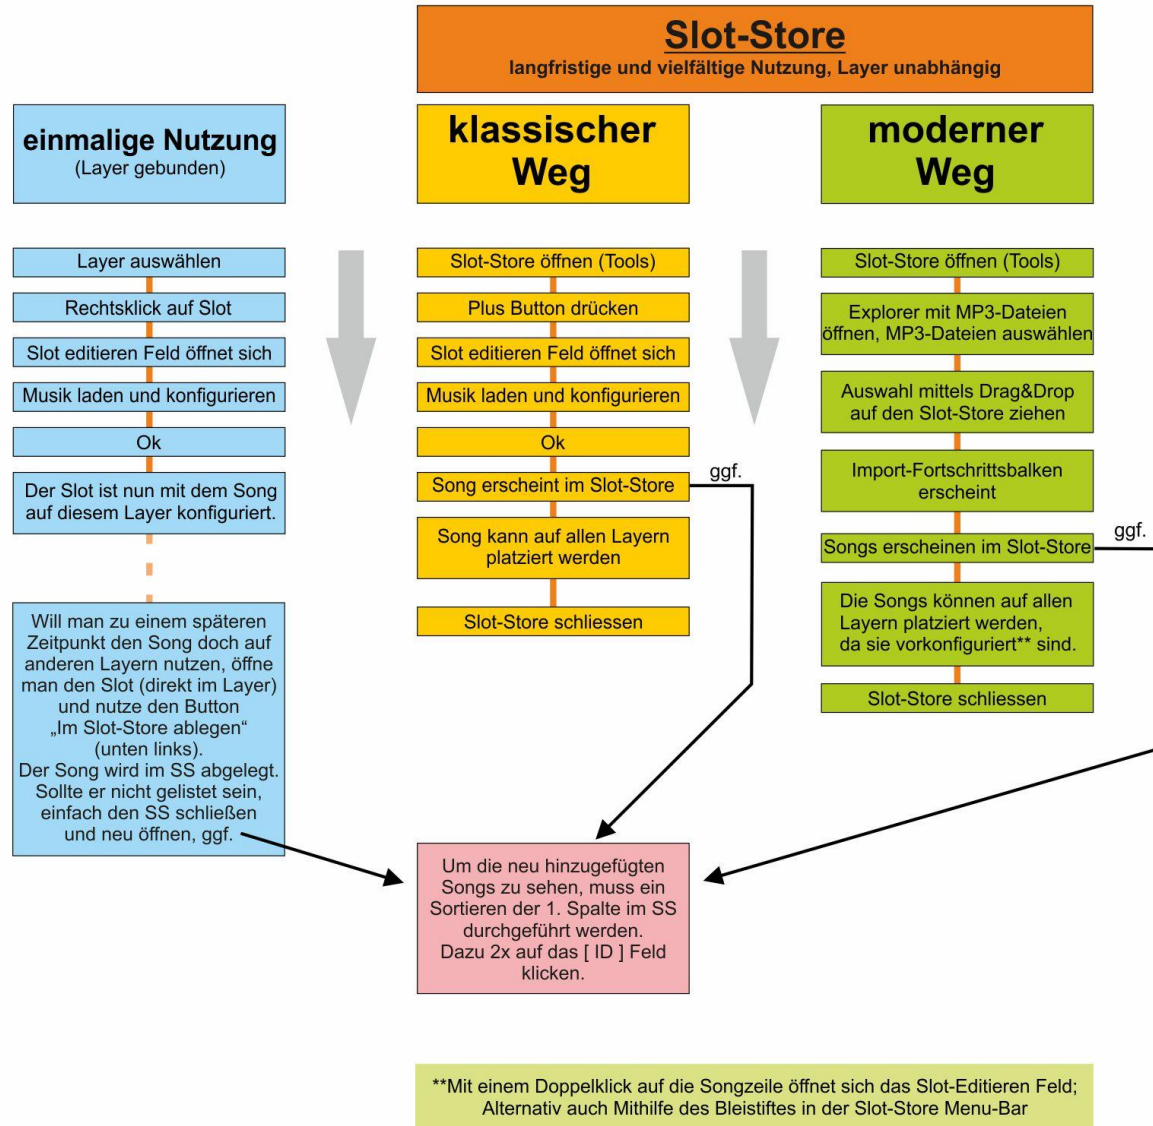 Slot-Store
langfristige und vielfältige Nutzung, Layer unabhängig
einmalige Nutzung
(Layer gebunden)
Layer auswählen
Rechtsklick auf Slot
Slot editieren Feld öffnet sich
Musik laden und konfigurieren
Ok
Der Slot ist nun mit dem Song
auf diesem Layer konfiguriert.
Will man zu einem späteren
Zeitpunkt den Song doch auf
anderen Layern nutzen, öffne
man den Slot (direkt im Layer)
und nutze den Button
„Im Slot-Store ablegen“
(unten links).
Der Song wird im SS abgelegt.
Sollte er nicht gelistet sein,
einfach den SS schließen
und neu öffnen, ggf.
klassischer
Weg
Slot-Store öffnen (Tools)
Plus Button drücken
Slot editieren Feld öffnet sich
Musik laden und konfigurieren
Ok
Song erscheint im Slot-Store
ggf.
Song kann auf allen Layern
platziert werden
Slot-Store schliessen
moderner
Weg
Slot-Store öffnen (Tools)
Explorer mit MP3-Dateien
öffnen, MP3-Dateien auswählen
Auswahl mittels Drag&Drop
auf den Slot-Store ziehen
Import-Fortschrittsbalken
erscheint
Songs erscheinen im Slot-Store
ggf.
Die Songs können auf allen
Layern platziert werden,
da sie vorkonfiguriert** sind.
Slot-Store schliessen
Um die neu hinzugefügten
Songs zu sehen, muss ein
Sortieren der 1. Spalte im SS
durchgeführt werden.
Dazu 2x auf das [ ID ] Feld
klicken.
**Mit einem Doppelklick auf die Songzeile öffnet sich das Slot-Editieren Feld;
Alternativ auch Mithilfe des Bleistiftes in der Slot-Store Menu-Bar